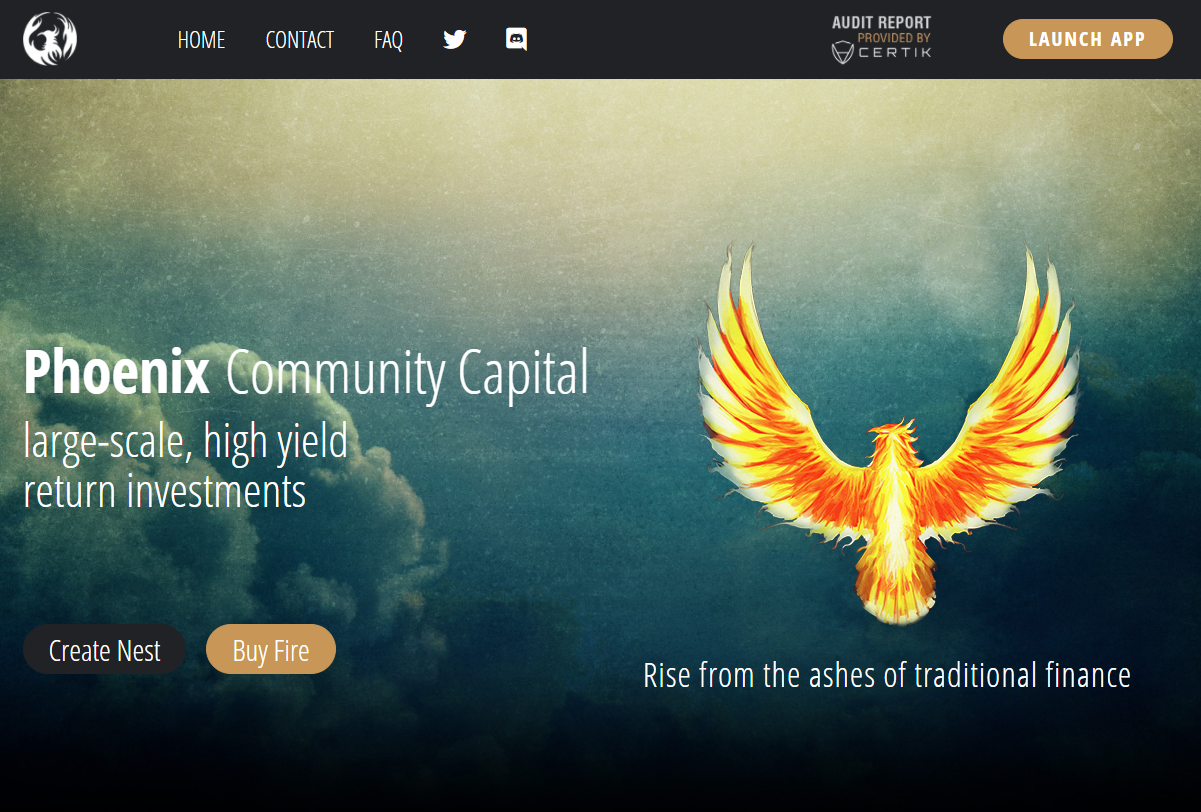 HOME
CONTACT
FAQ
AUDIT REPORT
PROVIDED BY
CERTIK
LAUNCH APP
Phoenix Community Capital
large-scale, high yield
return investments
Create Nest
Buy Fire
Rise from the ashes of traditional finance